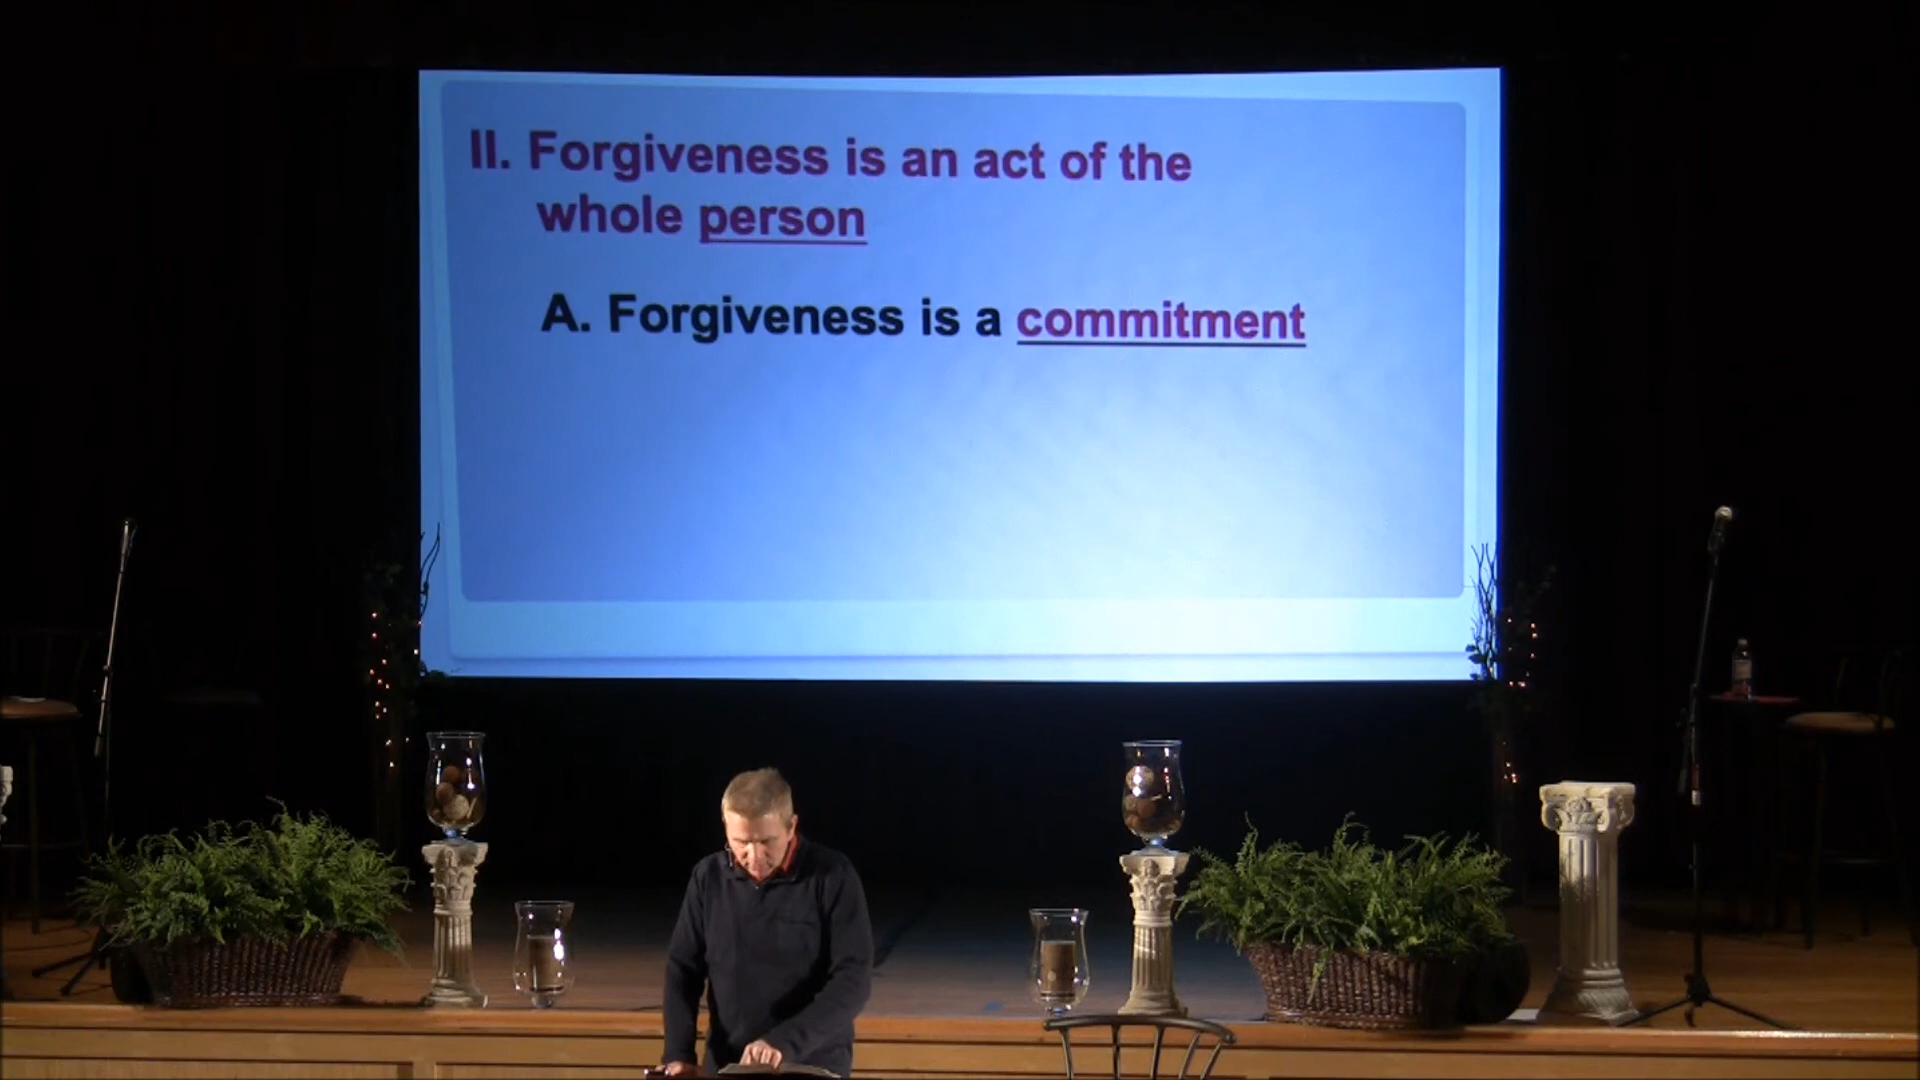 II. Forgiveness is an act of the
whole person
A. Forgiveness is a commitment